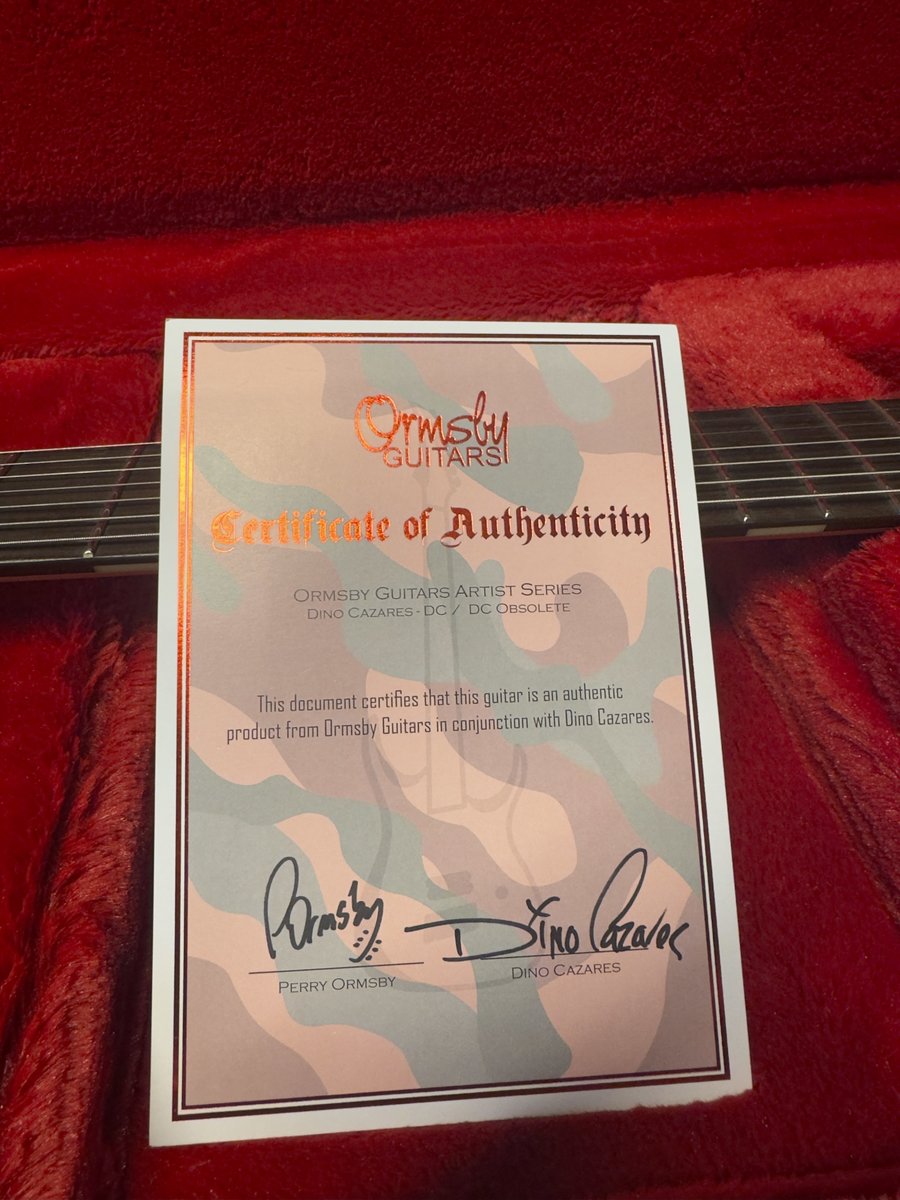 Ormsby
GUITARS
Certificate of Authenticity
ORMSBY GUITARS ARTIST SERIES
DINO CAZARES - DC / DC OBSOLETE
This document certifies that this guitar is an authentic
product from Ormsby Guitars in conjunction with Dino Cazares.
POrmsby
Dino Cazares
PERRY ORMSBY
DINO CAZARES